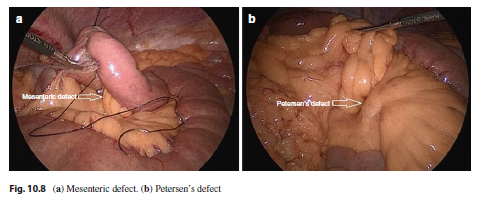 a
b
Mesenteric defect
Petersen's defect
Fig. 10.8 (a) Mesenteric defect. (b) Petersen's defect